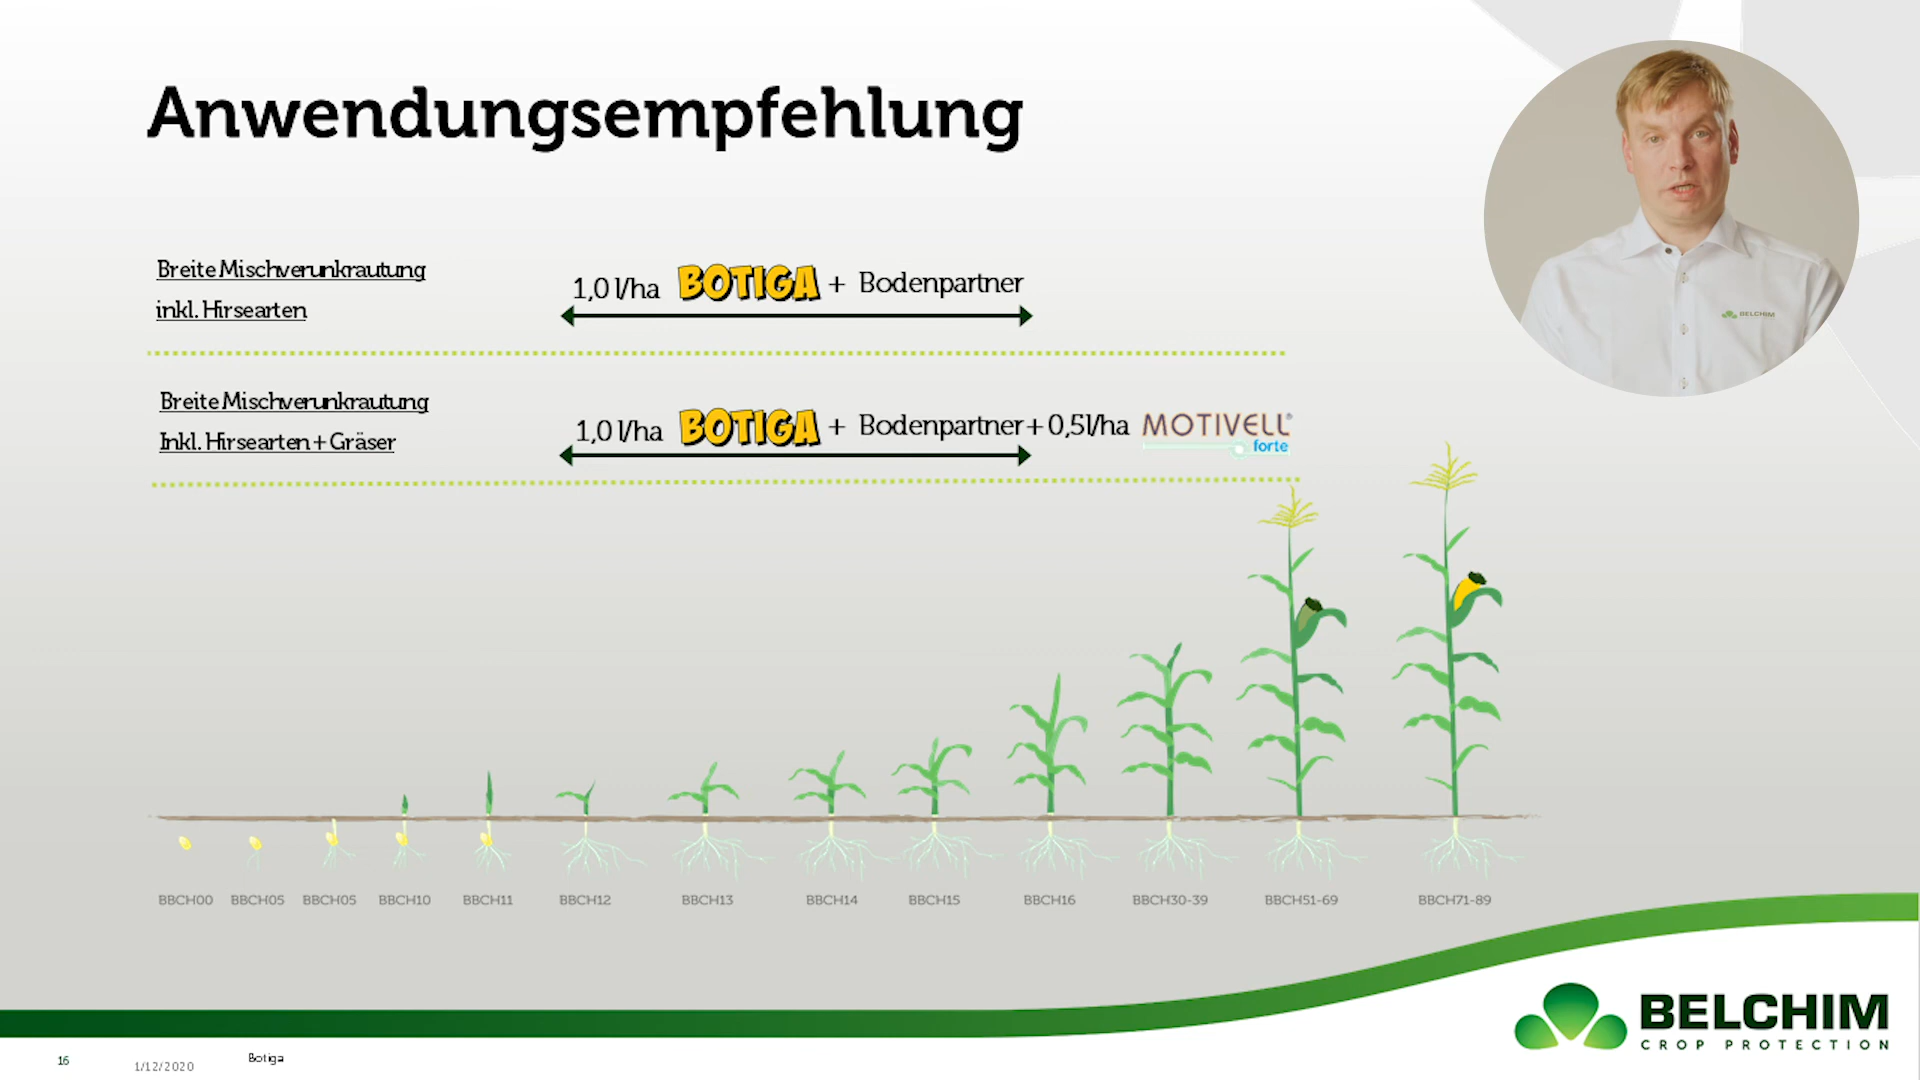 Anwendungsempfehlung
Breite Mischverunkrautung
inkl. Hirsearten
1,0 l/ha BOTIGA + Bodenpartner
Breite Mischverunkrautung
Inkl. Hirsearten + Gräser
1,0 l/ha BOTIGA + Bodenpartner + 0,5l/ha MOTIVELL®
forte
BELCHIM
BBCH00 BBCH05 BBCH05 BBCH10 BBCH11 BBCH12 BBCH13 BBCH14 BBCH15 BBCH16 BBCH30-39 BBCH51-69 BBCH71-89
BELCHIM
CROP PROTECTION
16 1/12/2020 Botiga